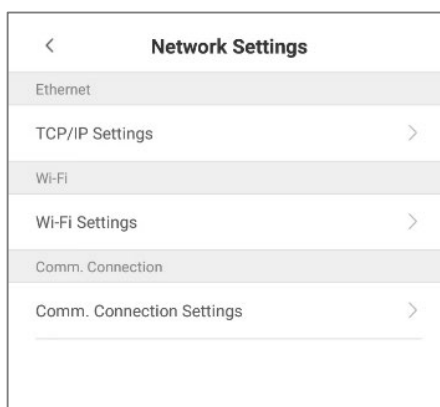 Network Settings
Ethernet
TCP/IP Settings
Wi-Fi
Wi-Fi Settings
Comm. Connection
Comm. Connection Settings